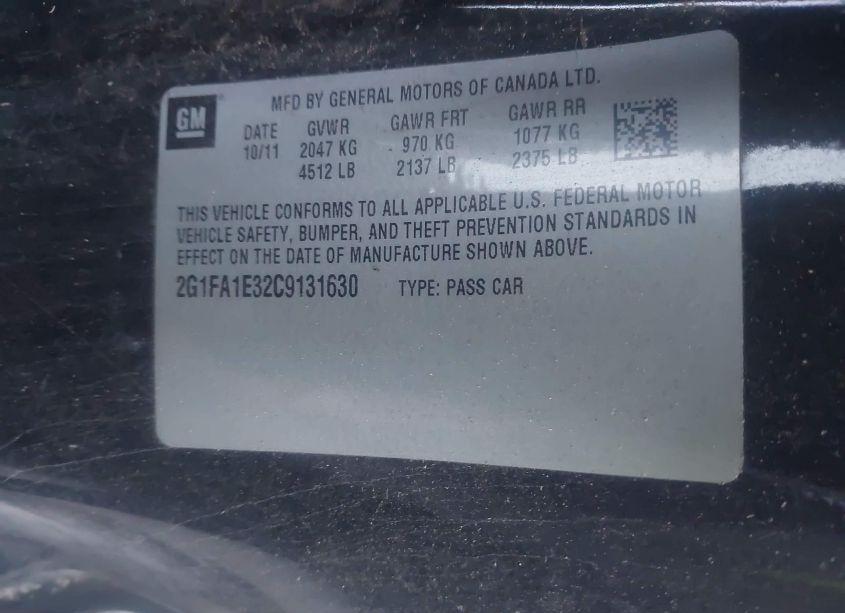 GM
MFD BY GENERAL MOTORS OF CANADA LTD.
DATE GVWR GAWR FRT GAWR RR
10/11 2047 KG 970 KG 1077 KG
4512 LB 2137 LB 2375 LB
THIS VEHICLE CONFORMS TO ALL APPLICABLE U.S. FEDERAL MOTOR
VEHICLE SAFETY, BUMPER, AND THEFT PREVENTION STANDARDS IN
EFFECT ON THE DATE OF MANUFACTURE SHOWN ABOVE.
2G1FA1E32C9131630 TYPE: PASS CAR